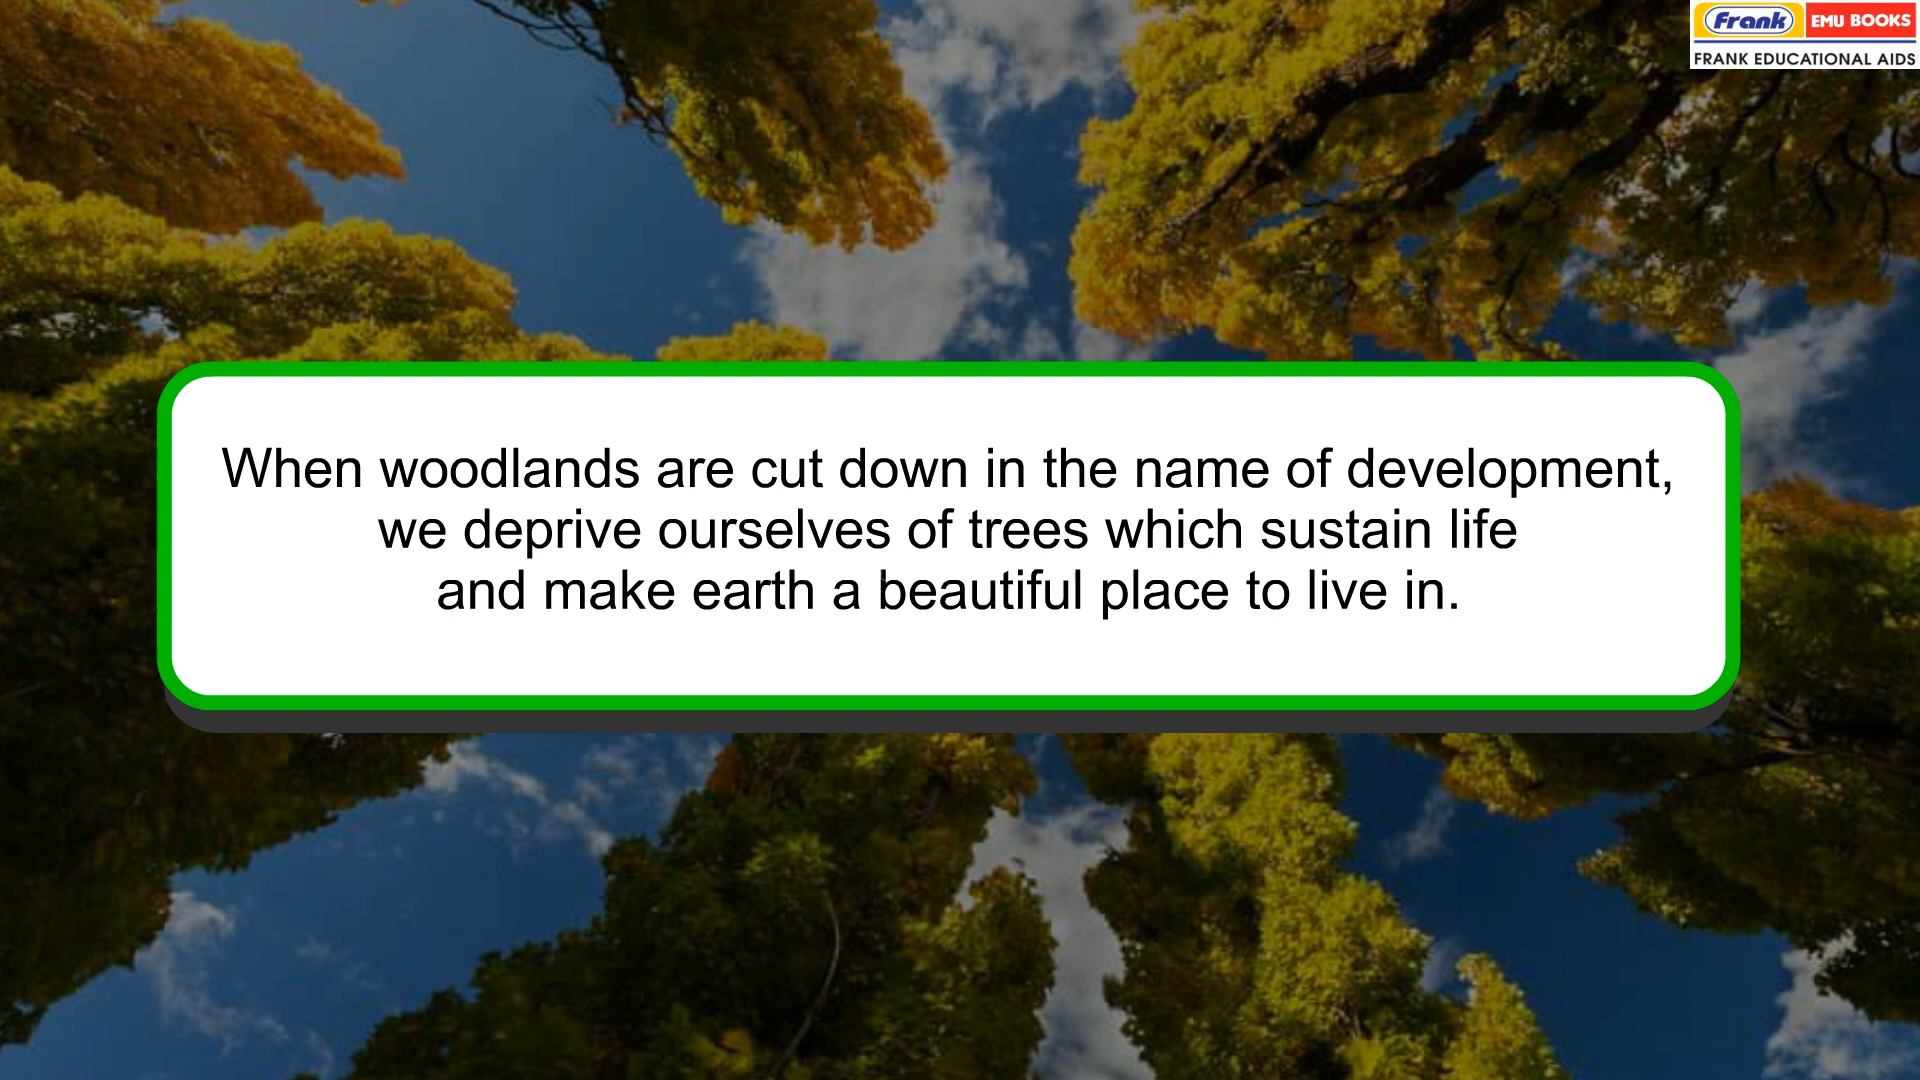 Frank EMU BOOKS
FRANK EDUCATIONAL AIDS
When woodlands are cut down in the name of development,
we deprive ourselves of trees which sustain life
and make earth a beautiful place to live in.